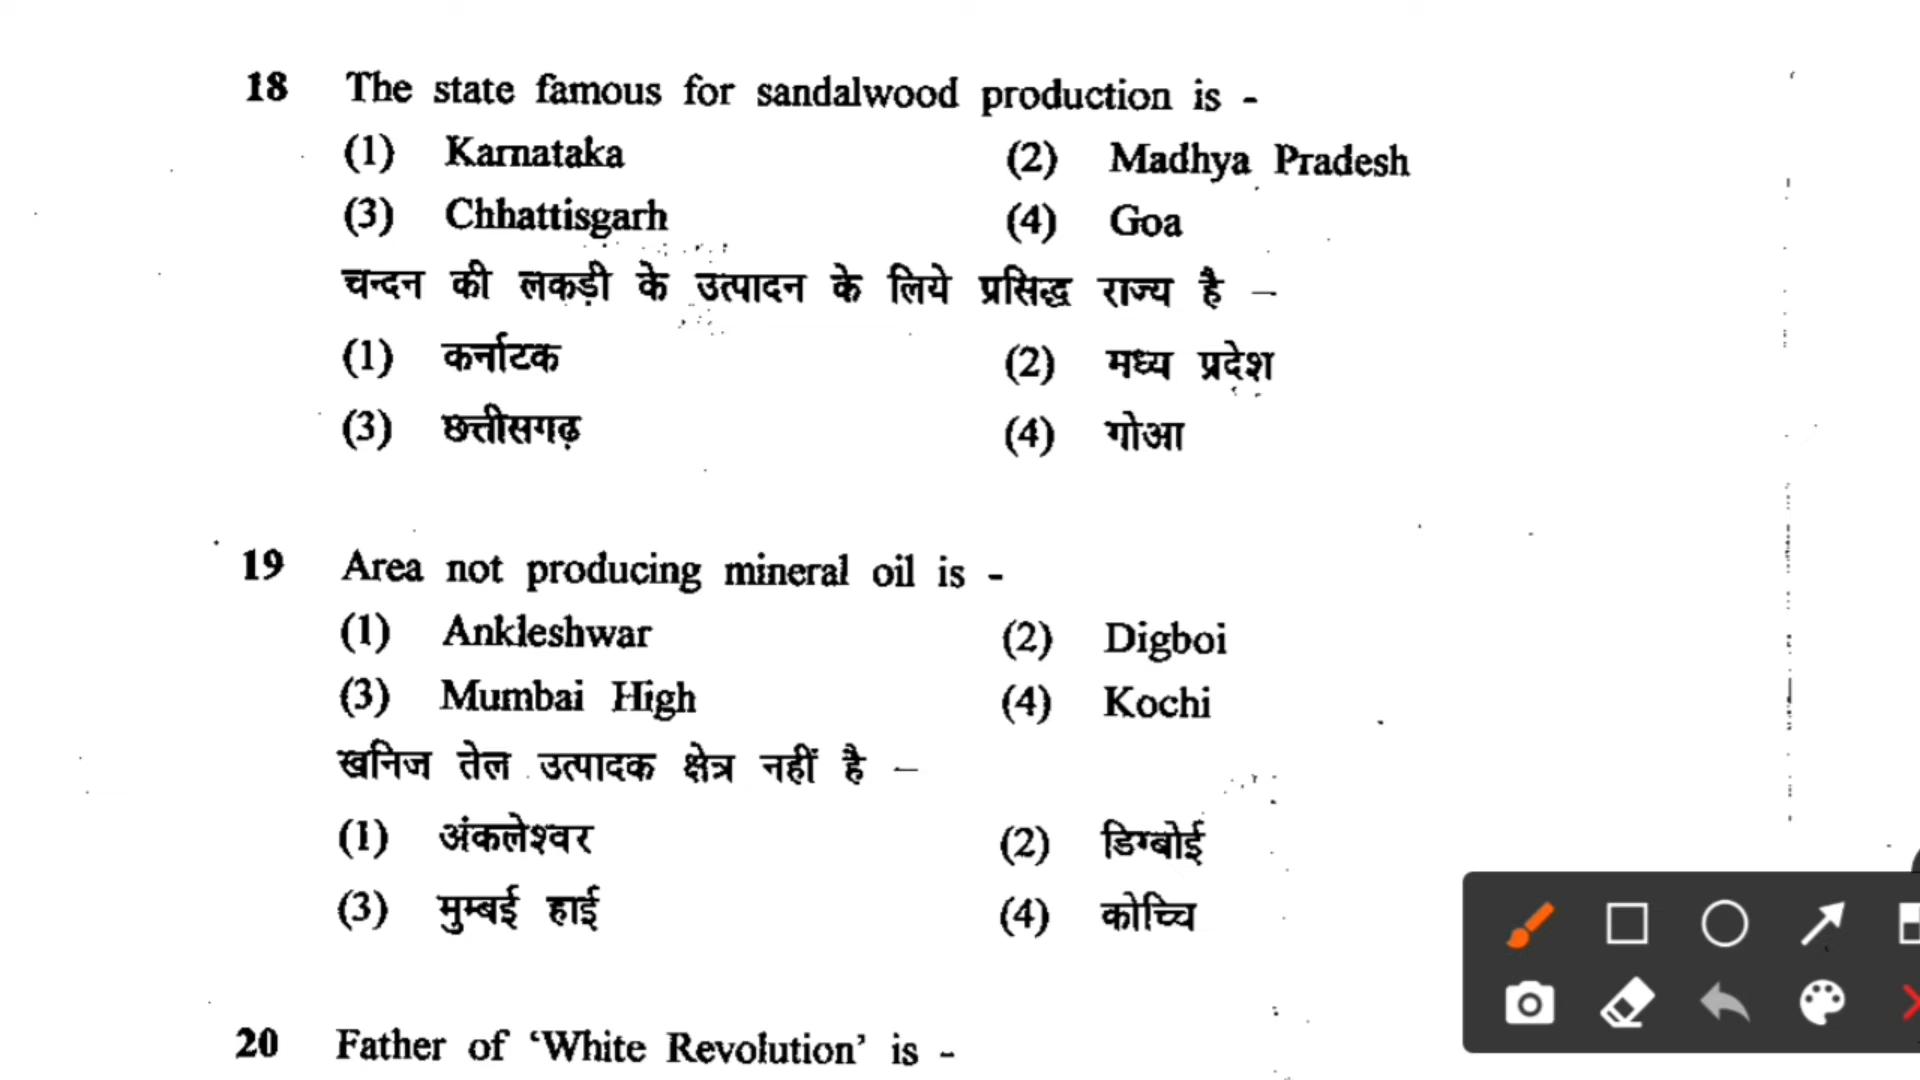 18 The state famous for sandalwood production is -
(1) Karnataka (2) Madhya Pradesh
(3) Chhattisgarh (4) Goa
चन्दन की लकड़ी के उत्पादन के लिये प्रसिद्ध राज्य है –
(1) कर्नाटक (2) मध्य प्रदेश
(3) छत्तीसगढ़ (4) गोआ
19 Area not producing mineral oil is -
(1) Ankleshwar (2) Digboi
(3) Mumbai High (4) Kochi
खनिज तेल उत्पादक क्षेत्र नहीं है –
(1) अंकलेश्वर (2) डिग्बोई
(3) मुम्बई हाई (4) कोच्चि
20 Father of ‘White Revolution’ is -